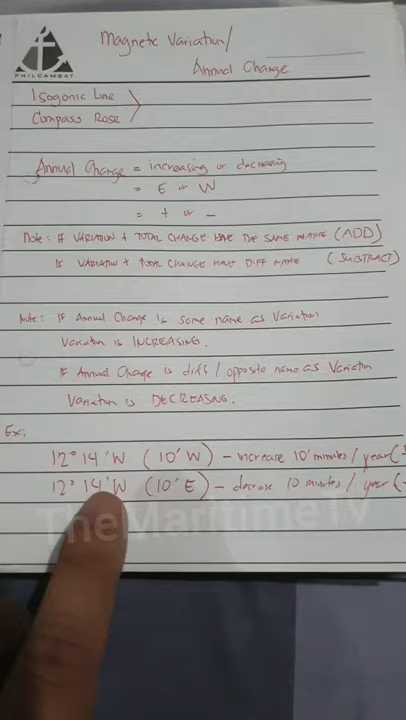 PHILCAMSAT
Magnetic Variation/
Annual Change
Isogonic Line
Compass Rose
Annual Change = increasing or decreasing
= E or W
= + or -
Note: IF VARIATION + TOTAL CHANGE HAVE THE SAME NAME (ADD)
IF VARIATION + TOTAL CHANGE HAVE DIFF NAME (SUBTRACT)
Note: IF Annual Change is same name as Variation
Variation is INCREASING.
IF Annual Change is diff/opposite name as Variation
Variation is DECREASING.
Ex:
12° 14' W (10' W) - increase 10' minutes/year (+
12° 14' W (10' E) - decrease 10 minutes/year (-
TheMaritimeTV